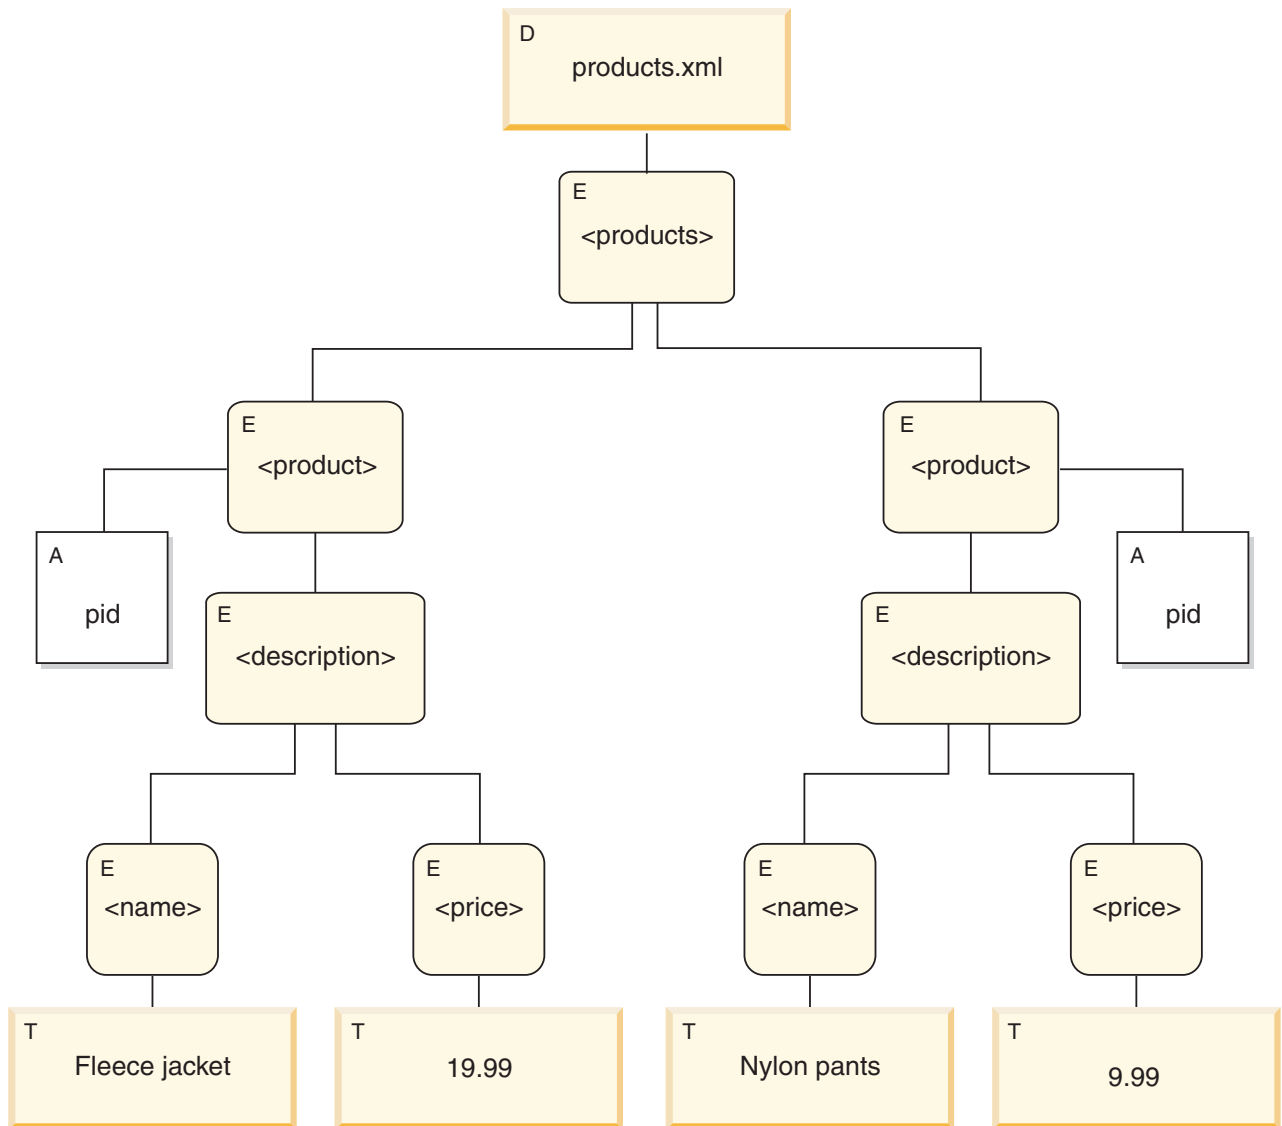 D
products.xml
E
<products>
E
<product>
E
<product>
A
pid
A
pid
E
<description>
E
<description>
E
<name>
E
<price>
E
<name>
E
<price>
T
Fleece jacket
T
19.99
T
Nylon pants
T
9.99